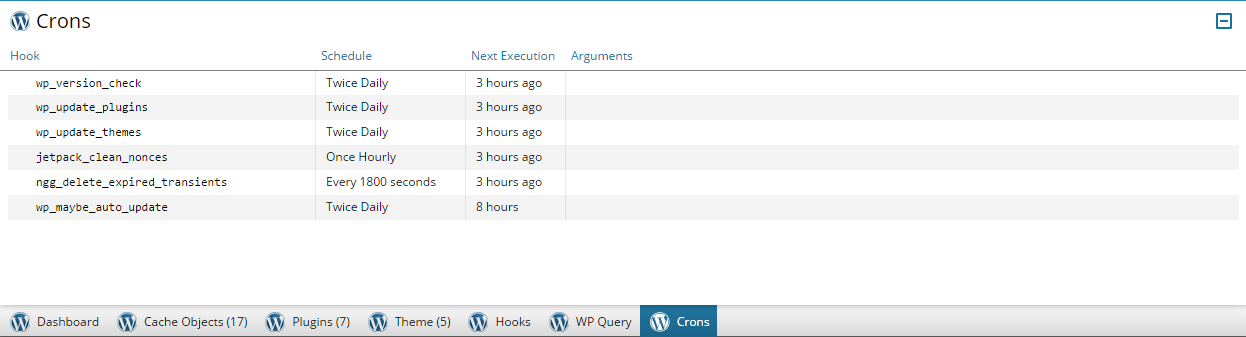 Crons
Hook Schedule Next Execution Arguments
wp_version_check Twice Daily 3 hours ago
wp_update_plugins Twice Daily 3 hours ago
wp_update_themes Twice Daily 3 hours ago
jetpack_clean_nonces Once Hourly 3 hours ago
ngg_delete_expired_transients Every 1800 seconds 3 hours ago
wp_maybe_auto_update Twice Daily 8 hours
Dashboard Cache Objects (17) Plugins (7) Theme (5) Hooks WP Query Crons